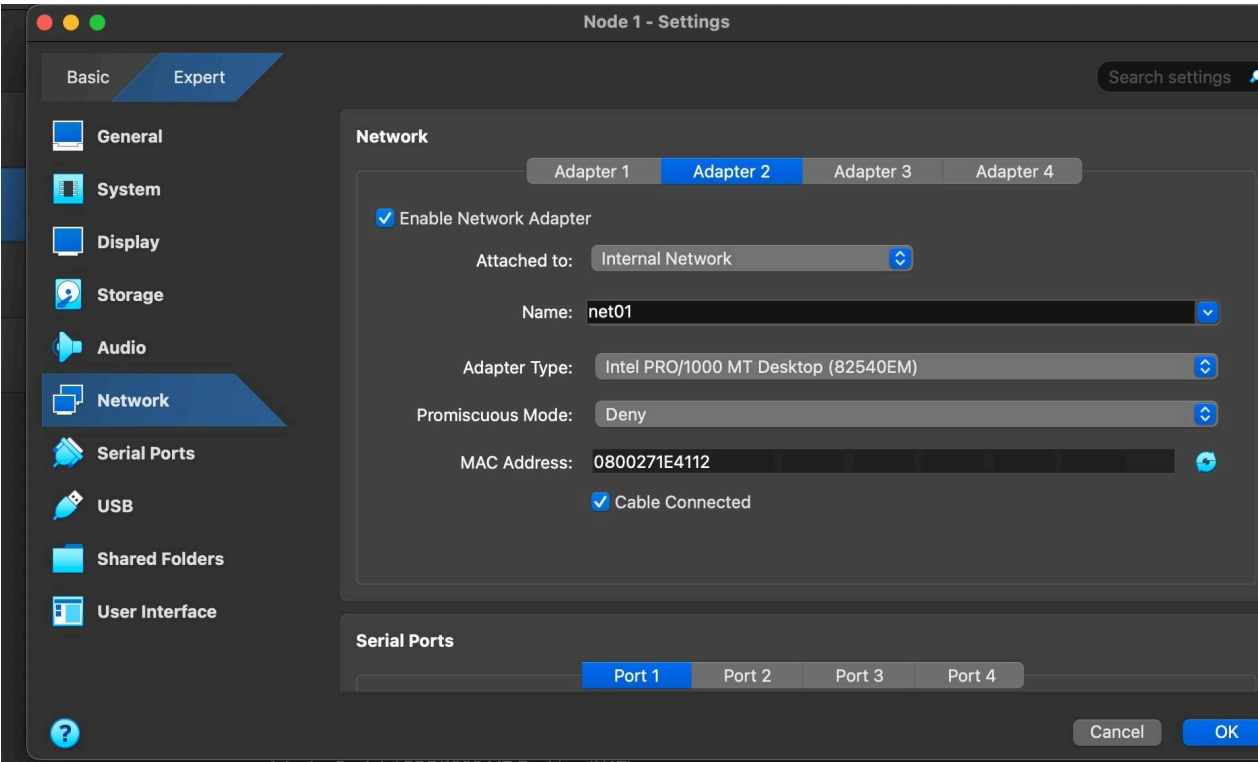 Node 1 - Settings
Basic Expert
Search settings
General
System
Display
Storage
Audio
Network
Serial Ports
USB
Shared Folders
User Interface
Network
Adapter 1 Adapter 2 Adapter 3 Adapter 4
Enable Network Adapter
Attached to: Internal Network
Name: net01
Adapter Type: Intel PRO/1000 MT Desktop (82540EM)
Promiscuous Mode: Deny
MAC Address: 0800271E4112
Cable Connected
Serial Ports
Port 1 Port 2 Port 3 Port 4
?
Cancel OK